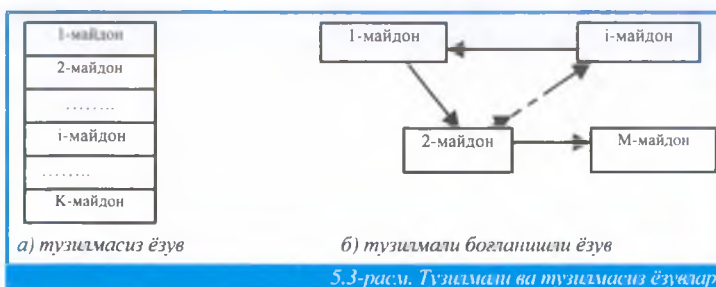 1-майдон
2-майдон
........
i-майдон
........
К-майдон
а) тузилмасиз ёзув
1-майдон
i-майдон
2-майдон
М-майдон
б) тузилмали боғланишли ёзув
5.3-расм. Тузилмали ва тузилмасиз ёзувлар